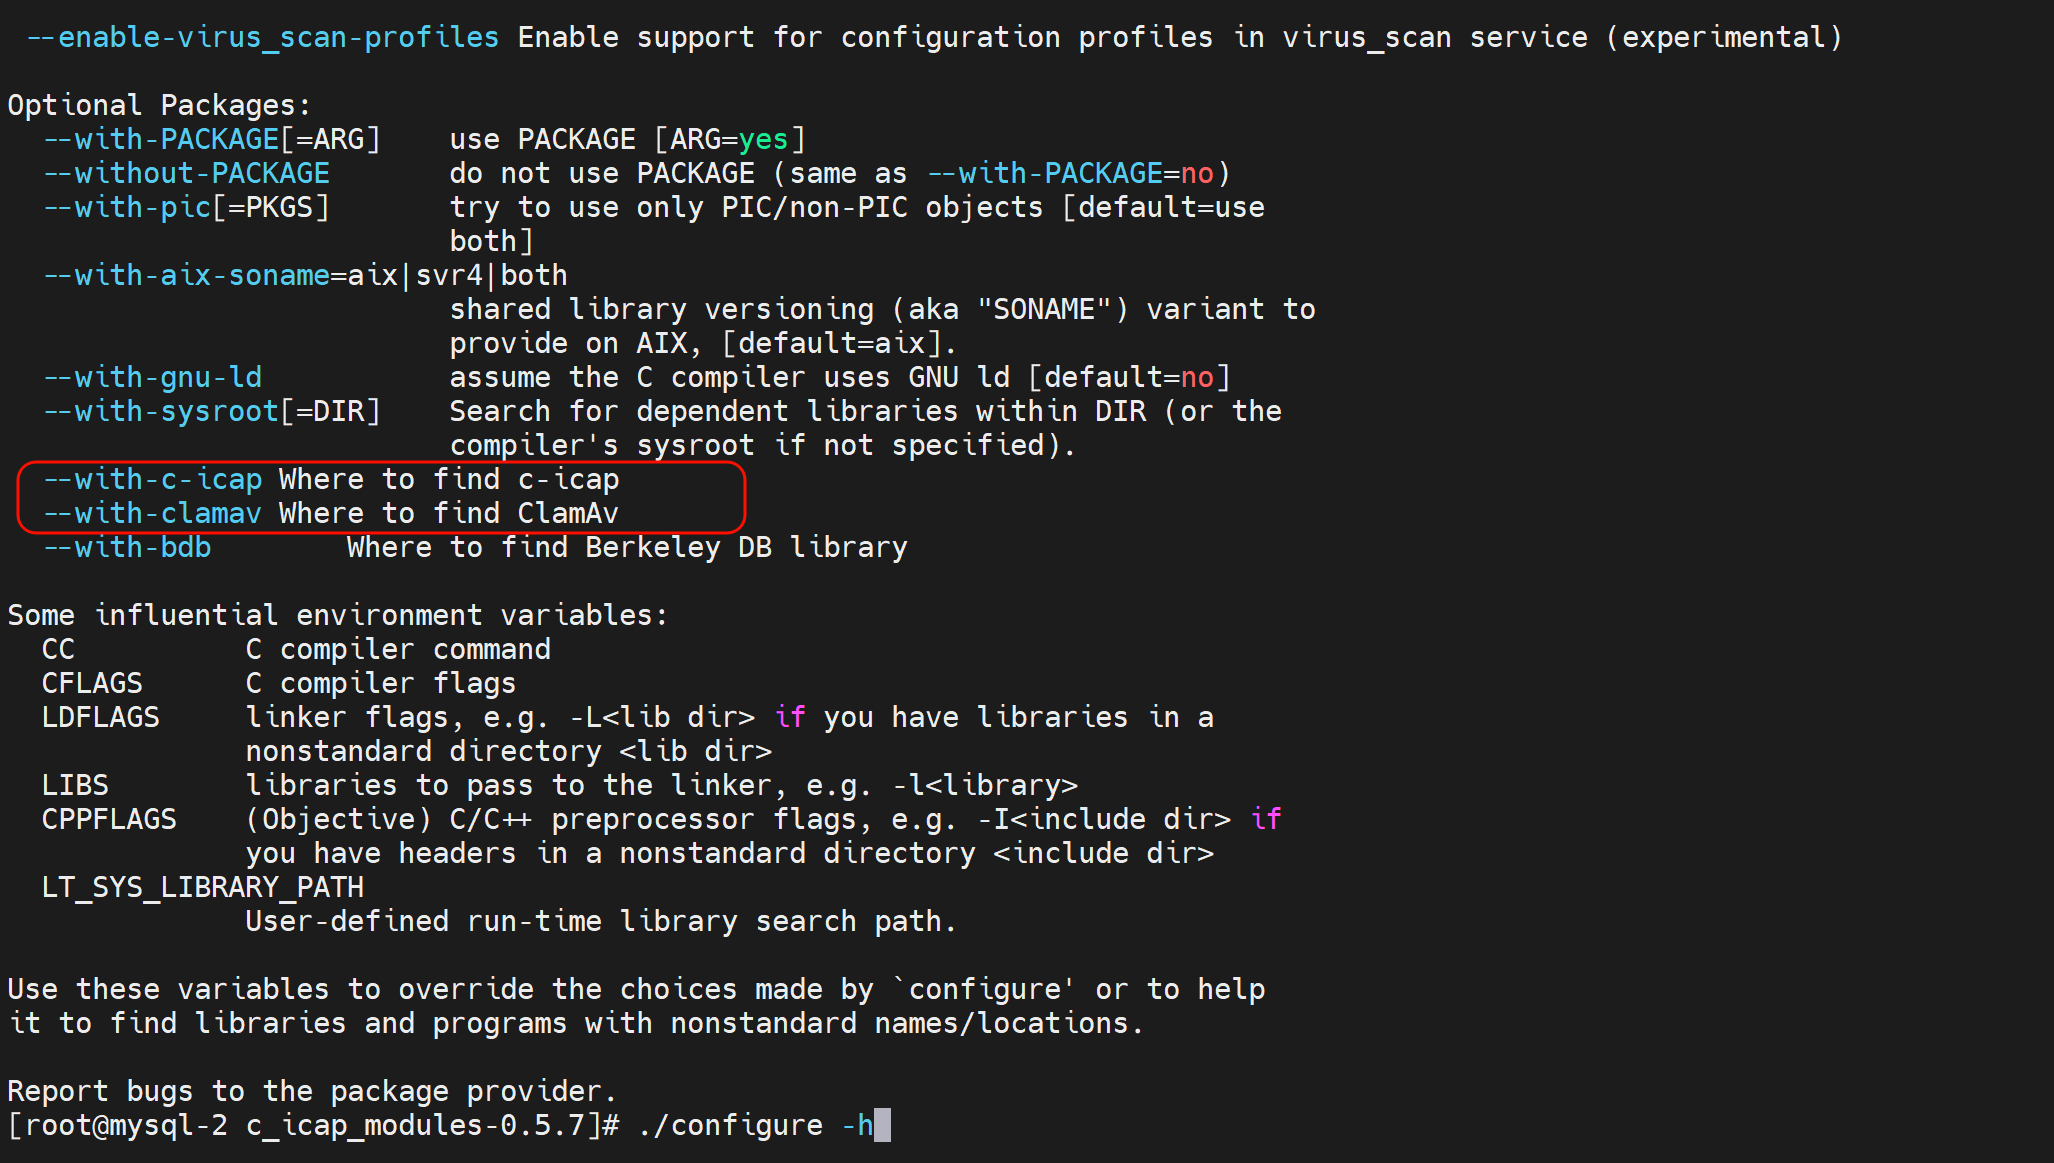 --enable-virus_scan-profiles Enable support for configuration profiles in virus_scan service (experimental)
Optional Packages:
--with-PACKAGE[=ARG]    use PACKAGE [ARG=yes]
--without-PACKAGE       do not use PACKAGE (same as --with-PACKAGE=no)
--with-pic[=PKGS]       try to use only PIC/non-PIC objects [default=use
both]
--with-aix-soname=aix|svr4|both
shared library versioning (aka "SONAME") variant to
provide on AIX, [default=aix].
--with-gnu-ld           assume the C compiler uses GNU ld [default=no]
--with-sysroot[=DIR]    Search for dependent libraries within DIR (or the
compiler's sysroot if not specified).
--with-c-icap Where to find c-icap
--with-clamav Where to find ClamAv
--with-bdb        Where to find Berkeley DB library
Some influential environment variables:
CC          C compiler command
CFLAGS      C compiler flags
LDFLAGS     linker flags, e.g. -L<lib dir> if you have libraries in a
nonstandard directory <lib dir>
LIBS        libraries to pass to the linker, e.g. -l<library>
CPPFLAGS    (Objective) C/C++ preprocessor flags, e.g. -I<include dir> if
you have headers in a nonstandard directory <include dir>
LT_SYS_LIBRARY_PATH
User-defined run-time library search path.
Use these variables to override the choices made by `configure' or to help
it to find libraries and programs with nonstandard names/locations.
Report bugs to the package provider.
[root@mysql-2 c_icap_modules-0.5.7]# ./configure -h